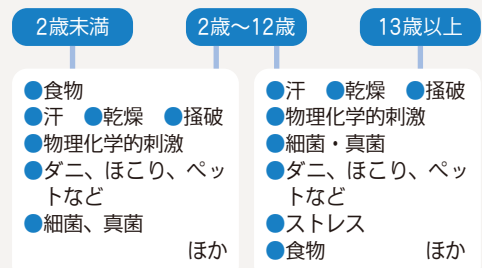 2歳未満
2歳～12歳
13歳以上
●食物
●汗 ●乾燥 ●掻破
●物理化学的刺激
●ダニ、ほこり、ペッ
トなど
●細菌、真菌
ほか
●汗 ●乾燥 ●掻破
●物理化学的刺激
●細菌・真菌
●ダニ、ほこり、ペッ
トなど
●ストレス
●食物 ほか